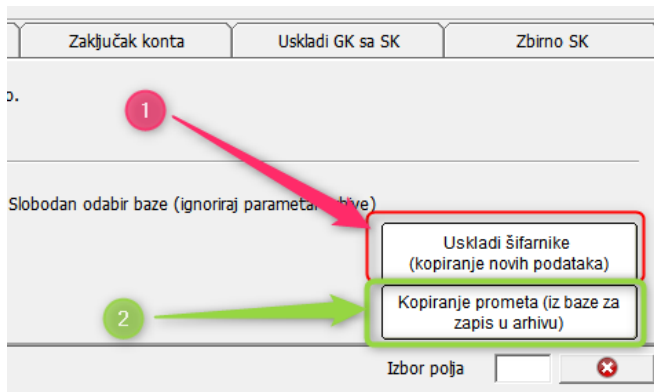 Zaključak konta
Uskladi GK sa SK
Zbirno SK
o.
1
Slobodan odabir baze (ignoriraj parametar
Uskladi šifarnike
(kopiranje novih podataka)
Kopiranje prometa (iz baze za
zapis u arhivu)
2
Izbor polja